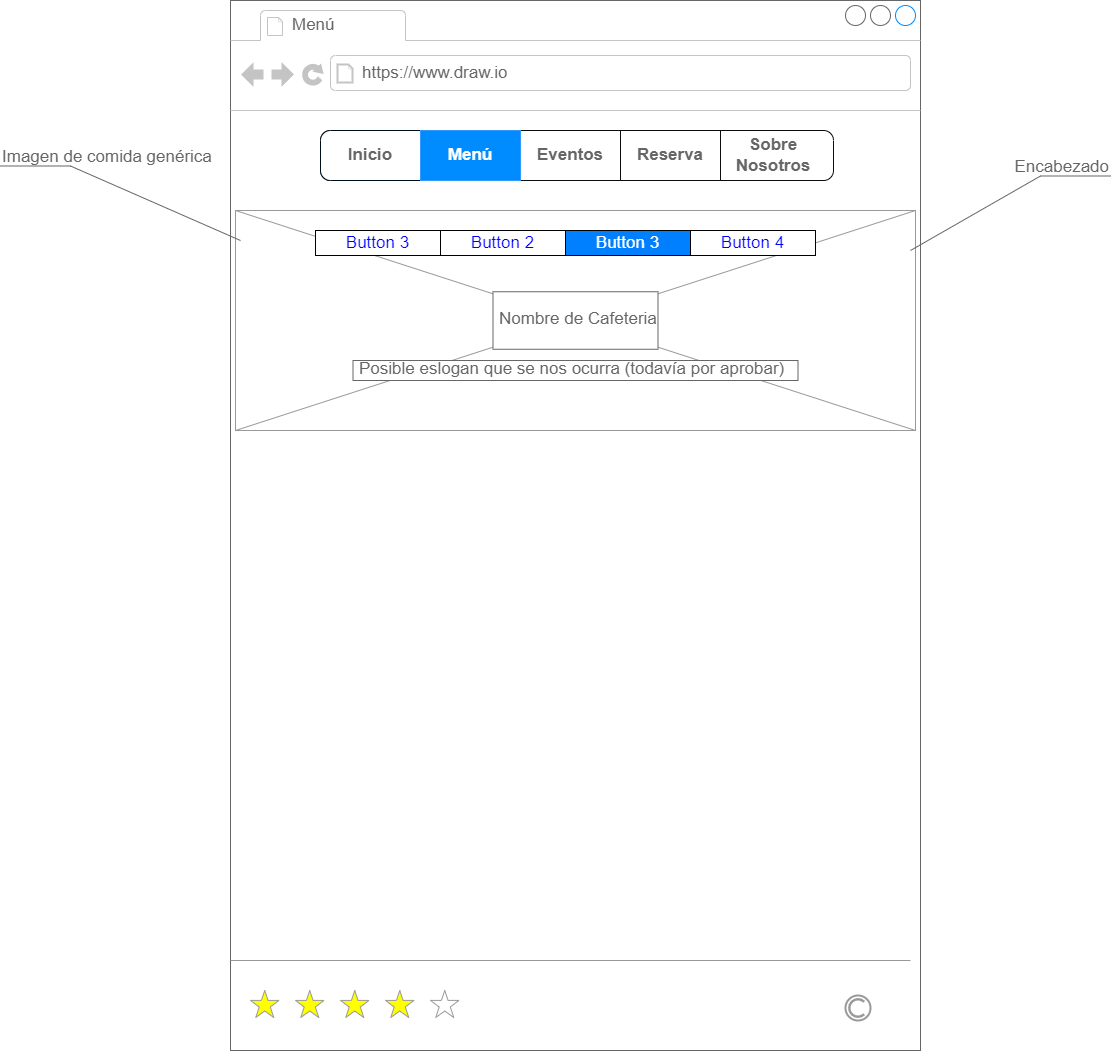 Menú
https://www.draw.io
Inicio
Menú
Eventos
Reserva
Sobre
Nosotros
Imagen de comida genérica
Encabezado
Button 3
Button 2
Button 3
Button 4
Nombre de Cafeteria
Posible eslogan que se nos ocurra (todavía por aprobar)
©